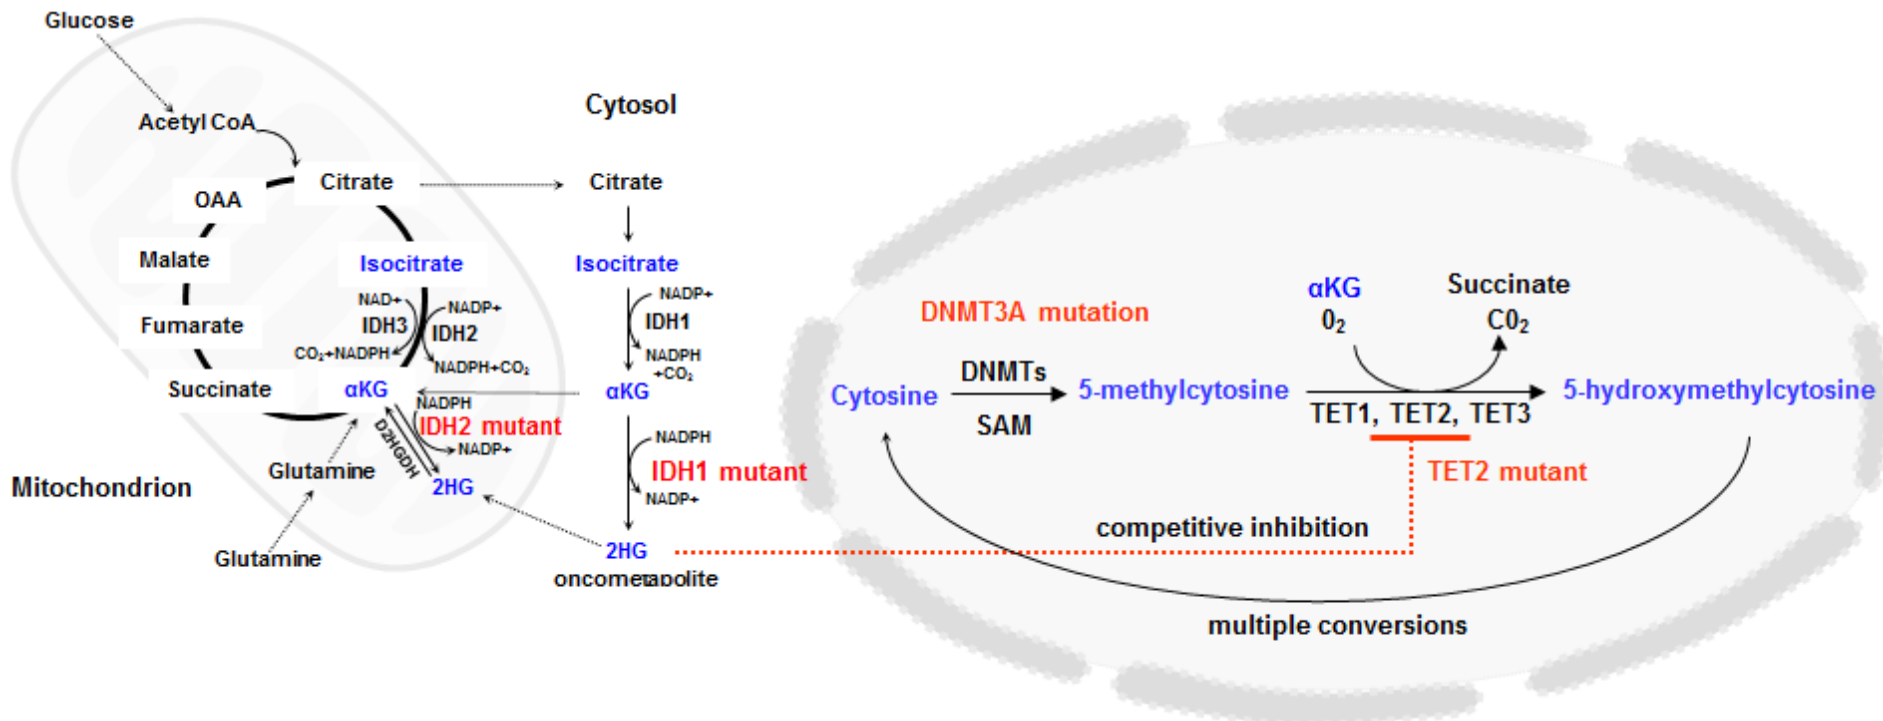 Glucose
Acetyl CoA
Citrate
OAA
Malate
Isocitrate
NAD+
NADP+
IDH3
IDH2
Fumarate
CO₂+NADPH
NADPH+CO₂
Succinate
αKG
NADPH
IDH2 mutant
D2HGDH
NADP+
Glutamine
2HG
Mitochondrion
Glutamine
Cytosol
Citrate
Isocitrate
NADP+
IDH1
NADPH
+CO₂
αKG
NADPH
IDH1 mutant
NADP+
2HG
oncometabolite
DNMT3A mutation
αKG
0₂
Succinate
C0₂
Cytosine
DNMTs
SAM
5-methylcytosine
TET1, TET2, TET3
5-hydroxymethylcytosine
TET2 mutant
competitive inhibition
multiple conversions